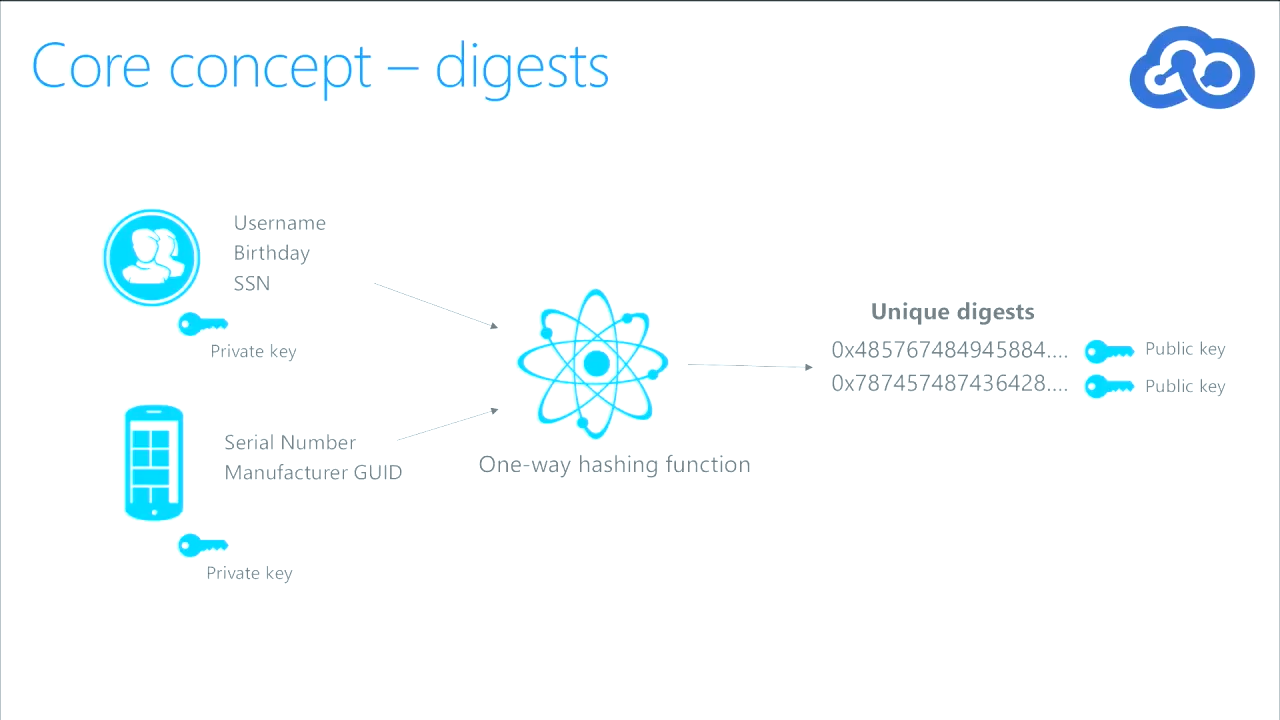 Core concept – digests
Username
Birthday
SSN
Private key
Serial Number
Manufacturer GUID
Private key
One-way hashing function
Unique digests
0x485767484945884.... Public key
0x787457487436428.... Public key